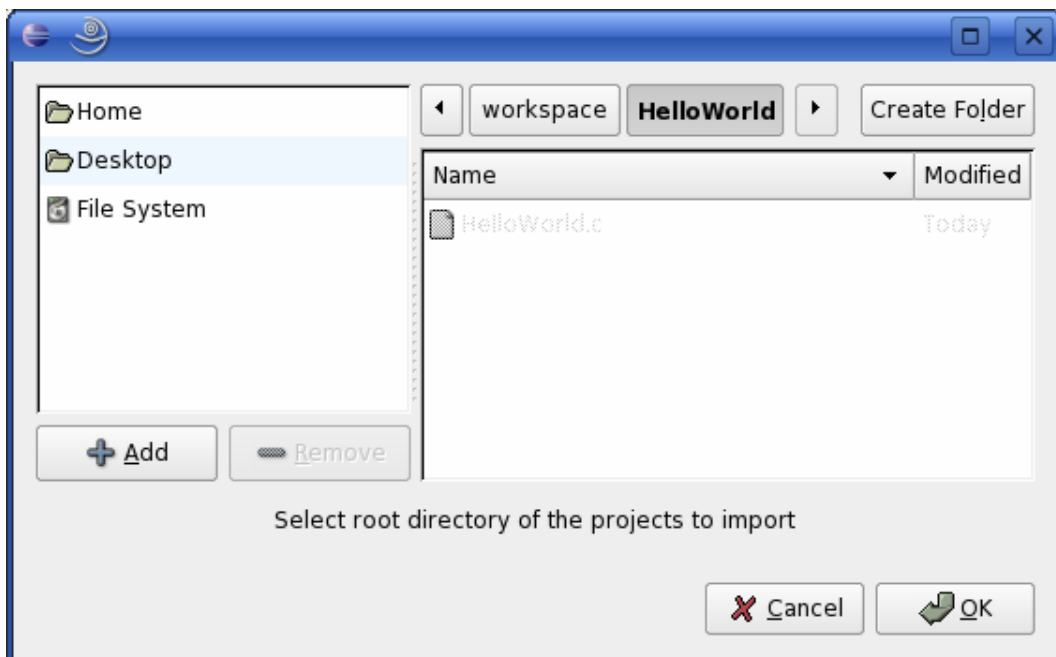 Home
Desktop
File System
Add Remove
workspace HelloWorld Create Folder
Name Modified
HelloWorld.c Today
Select root directory of the projects to import
Cancel OK